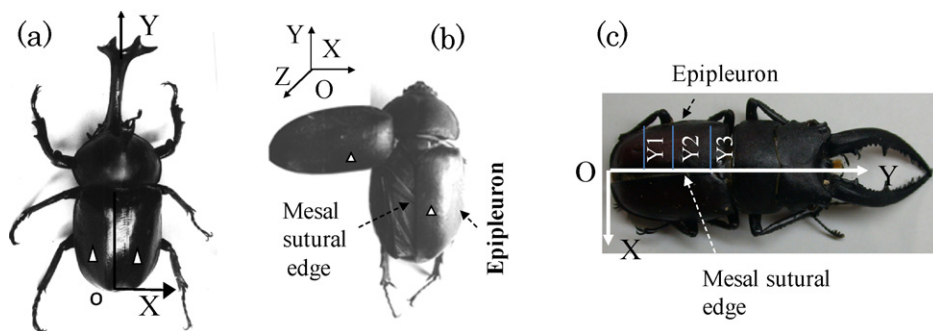 (a)
Y
o
X
(b)
Y
X
Z
O
Mesal
sutural
edge
Epipleuron
(c)
Epipleuron
Y1
Y2
Y3
O
Y
X
Mesal sutural
edge